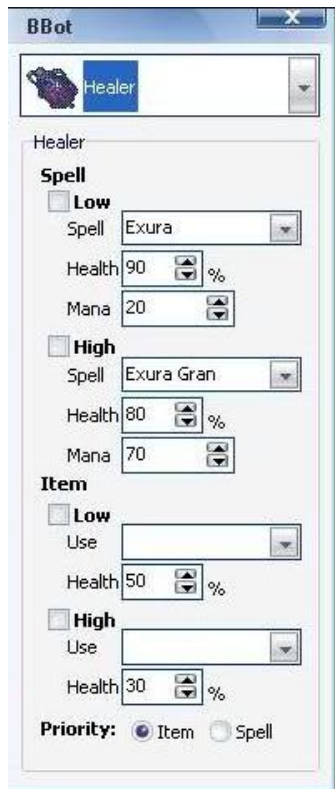 BBot
Healer
Healer
Spell
Low
Spell Exura
Health 90 %
Mana 20
High
Spell Exura Gran
Health 80 %
Mana 70
Item
Low
Use
Health 50 %
High
Use
Health 30 %
Priority: Item Spell